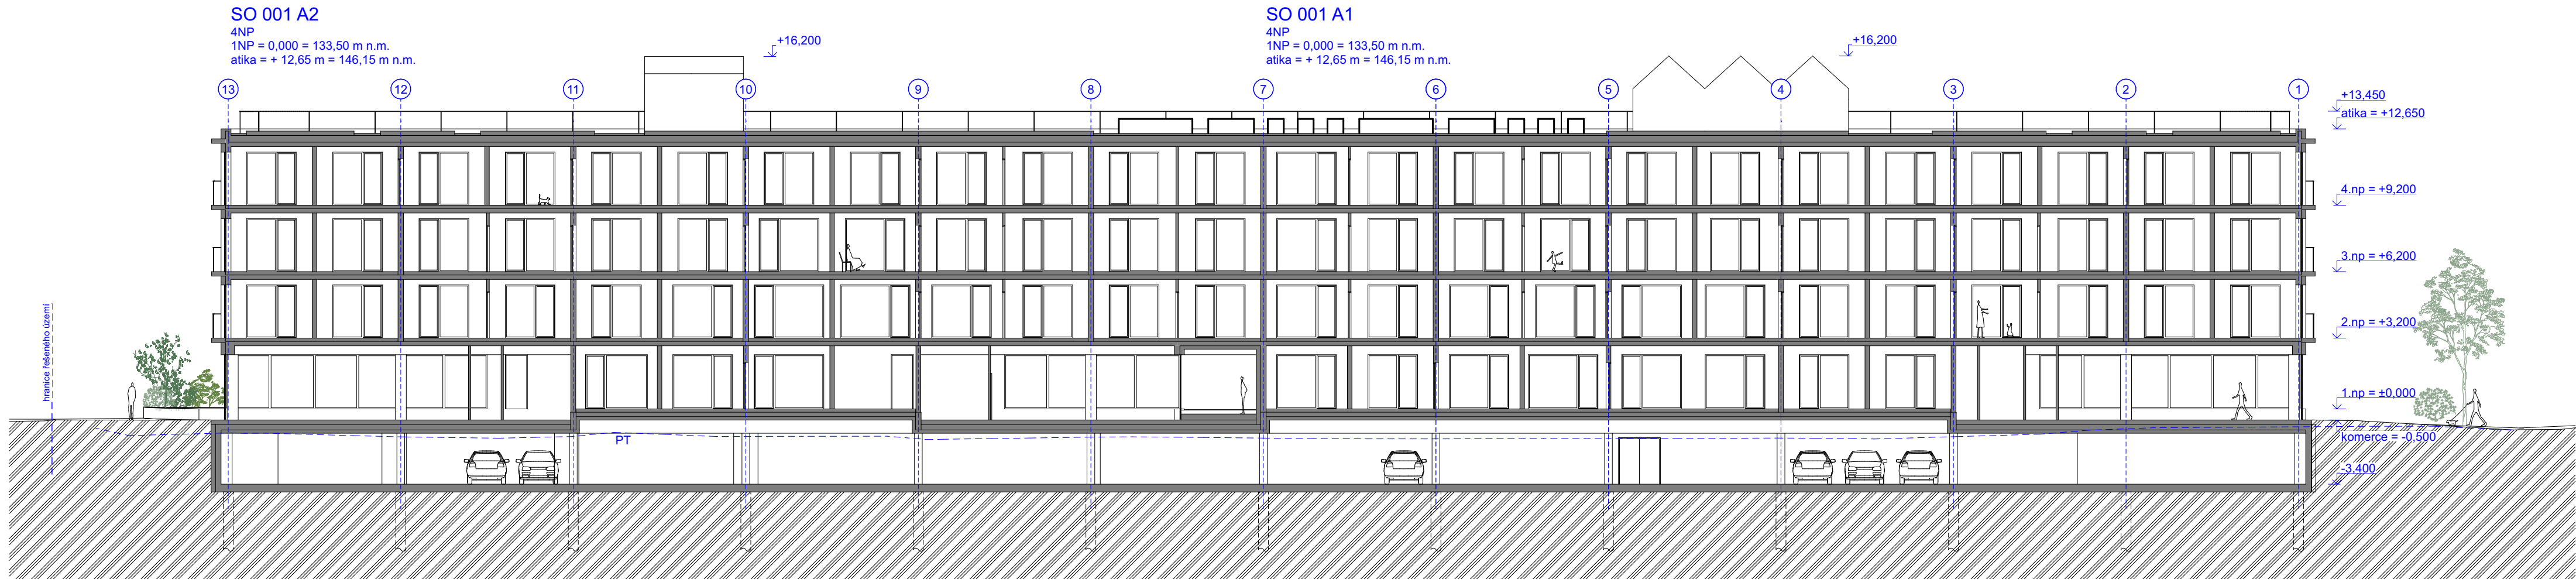 SO 001 A2
4NP
1NP = 0,000 = 133,50 m n.m.
atika = + 12,65 m = 146,15 m n.m.
+16,200
SO 001 A1
4NP
1NP = 0,000 = 133,50 m n.m.
atika = + 12,65 m = 146,15 m n.m.
+16,200
13
12
11
10
9
8
7
6
5
4
3
2
1
+13,450
atika = +12,650
4.np = +9,200
3.np = +6,200
2.np = +3,200
1.np = ±0,000
komerce = -0,500
-3,400
hranice řešeného území
PT